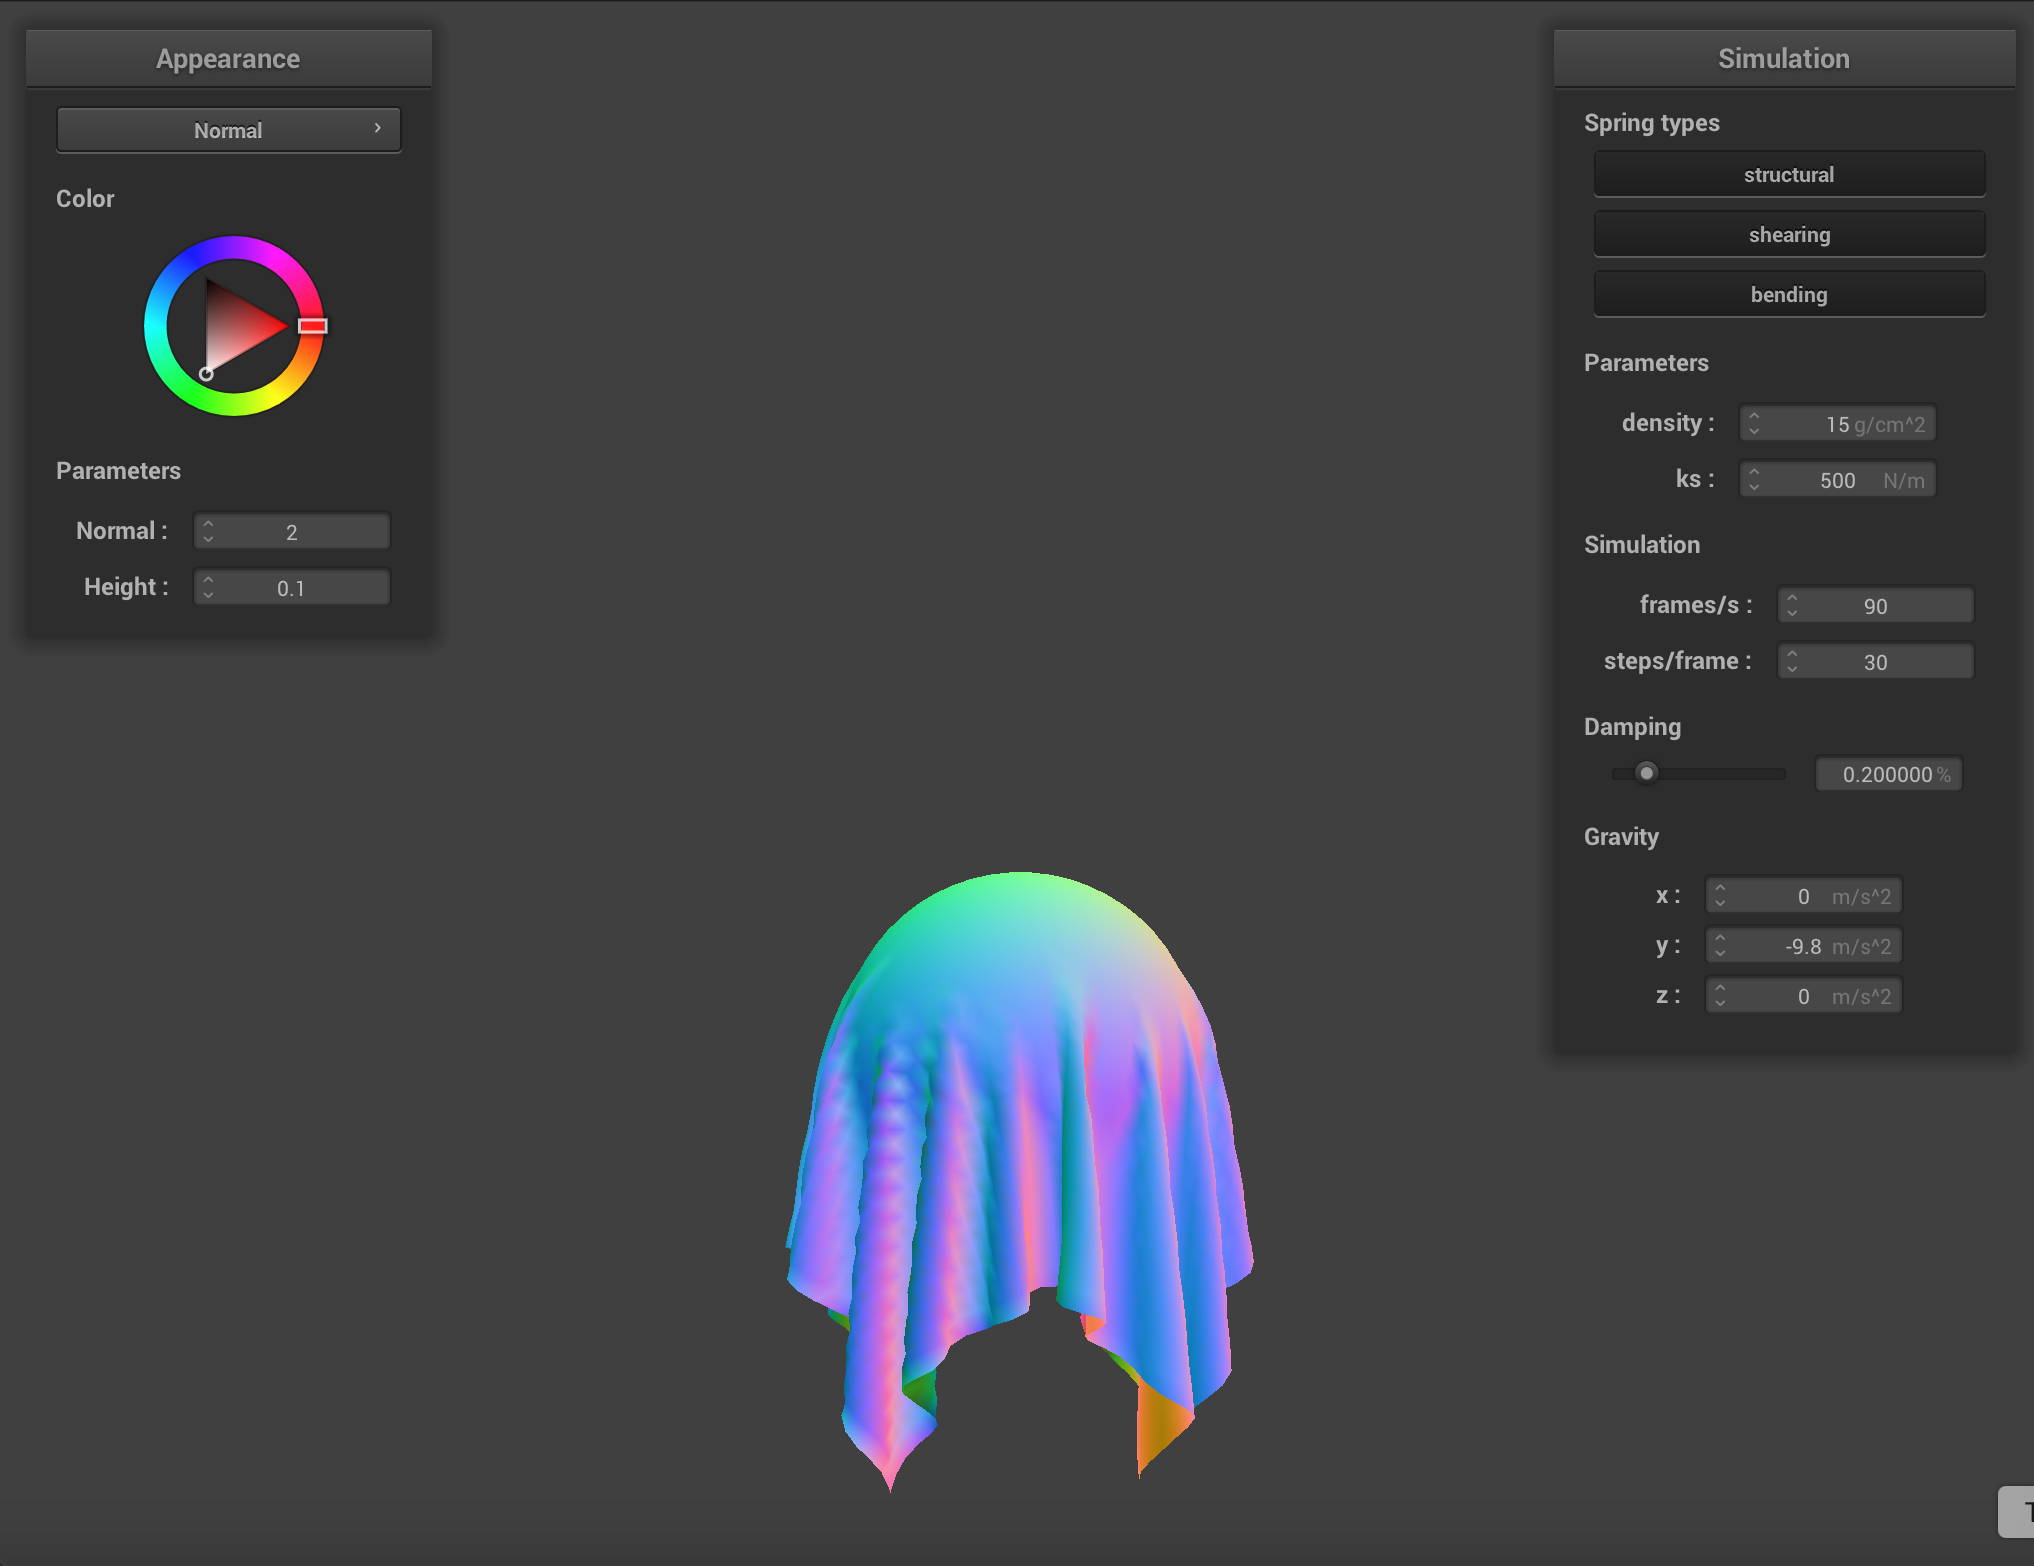 Appearance
Normal
Color
Parameters
Normal : 2
Height : 0.1
Simulation
Spring types
structural
shearing
bending
Parameters
density : 15 g/cm^2
ks : 500 N/m
Simulation
frames/s : 90
steps/frame : 30
Damping
0.200000 %
Gravity
x : 0 m/s^2
y : -9.8 m/s^2
z : 0 m/s^2